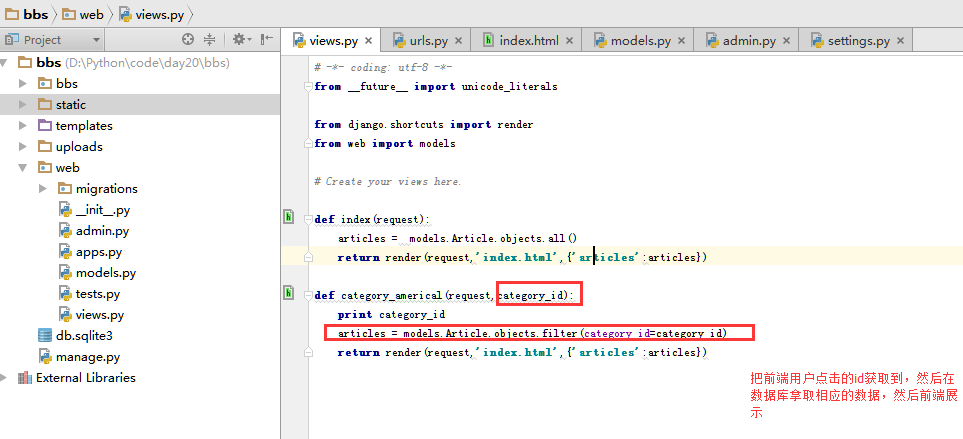 bbs web views.py
Project
views.py urls.py index.html models.py admin.py settings.py
bbs (D:\Python\code\day20\bbs)
bbs
static
templates
uploads
web
migrations
__init__.py
admin.py
apps.py
models.py
tests.py
views.py
db.sqlite3
manage.py
External Libraries
# -*- coding: utf-8 -*-
from __future__ import unicode_literals
from django.shortcuts import render
from web import models
# Create your views here.
def index(request):
articles = models.Article.objects.all()
return render(request,'index.html',{'articles':articles})
def category_americal(request,category_id):
print category_id
articles = models.Article.objects.filter(category_id=category_id)
return render(request,'index.html',{'articles':articles})
把前端用户点击的id获取到，然后在
数据库拿取相应的数据，然后前端展
示